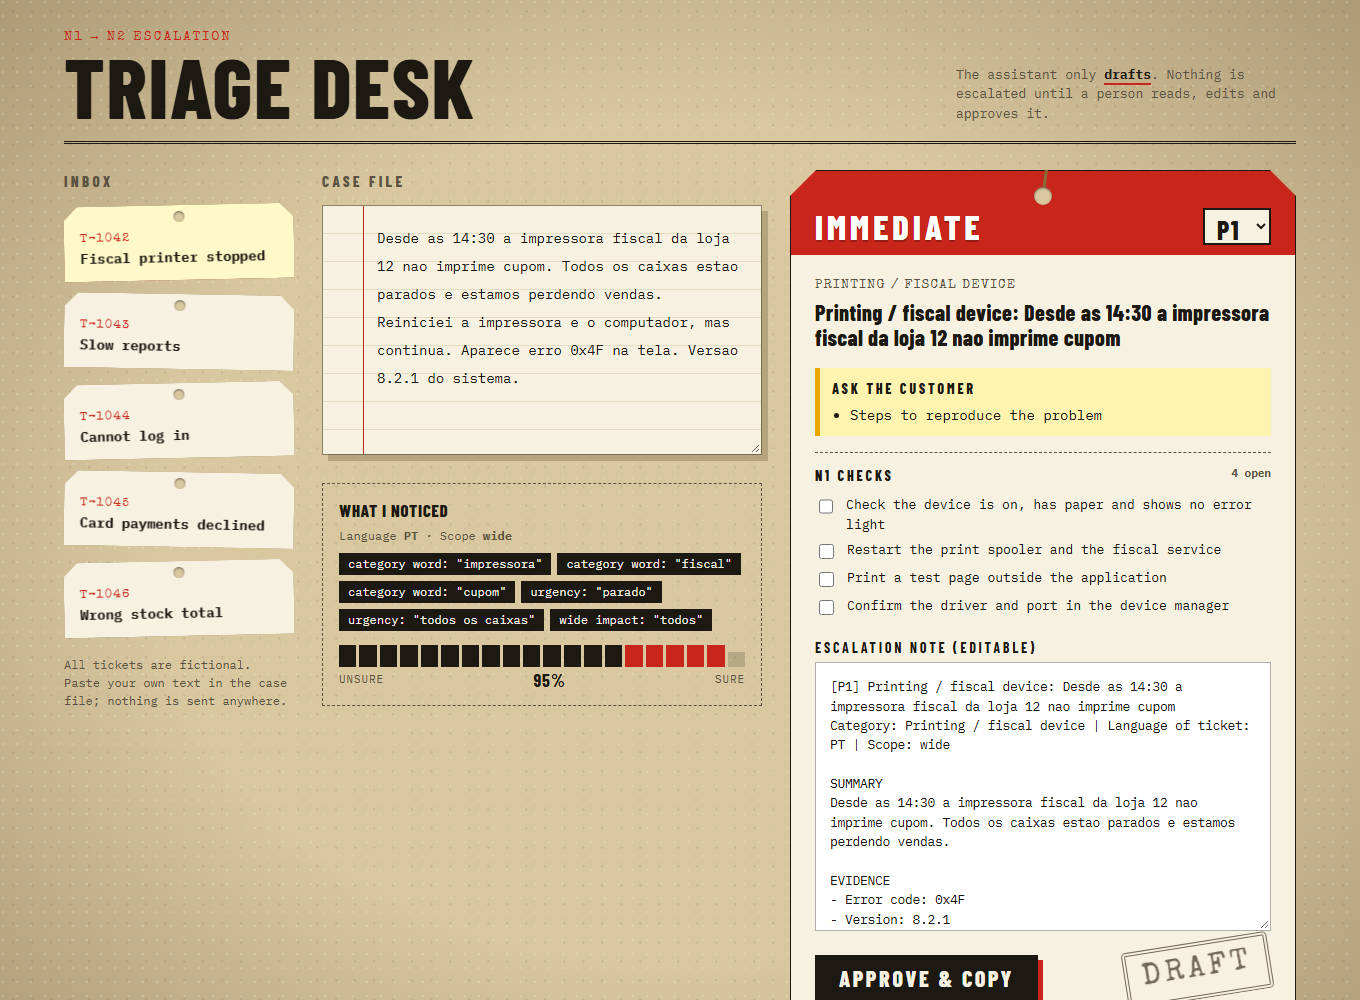 N1 → N2 ESCALATION
TRIAGE DESK
The assistant only drafts. Nothing is
escalated until a person reads, edits and
approves it.
INBOX
T-1042
Fiscal printer stopped
T-1043
Slow reports
T-1044
Cannot log in
T-1045
Card payments declined
T-1046
Wrong stock total
All tickets are fictional.
Paste your own text in the case
file; nothing is sent anywhere.
CASE FILE
Desde as 14:30 a impressora fiscal da loja
12 nao imprime cupom. Todos os caixas estao
parados e estamos perdendo vendas.
Reiniciei a impressora e o computador, mas
continua. Aparece erro 0x4F na tela. Versao
8.2.1 do sistema.
WHAT I NOTICED
Language PT · Scope wide
category word: "impressora" category word: "fiscal"
category word: "cupom" urgency: "parado"
urgency: "todos os caixas" wide impact: "todos"
UNSURE 95% SURE
IMMEDIATE P1
PRINTING / FISCAL DEVICE
Printing / fiscal device: Desde as 14:30 a impressora
fiscal da loja 12 nao imprime cupom
ASK THE CUSTOMER
• Steps to reproduce the problem
N1 CHECKS 4 open
Check the device is on, has paper and shows no error
light
Restart the print spooler and the fiscal service
Print a test page outside the application
Confirm the driver and port in the device manager
ESCALATION NOTE (EDITABLE)
[P1] Printing / fiscal device: Desde as 14:30 a
impressora fiscal da loja 12 nao imprime cupom
Category: Printing / fiscal device | Language of ticket:
PT | Scope: wide
SUMMARY
Desde as 14:30 a impressora fiscal da loja 12 nao
imprime cupom. Todos os caixas estao parados e estamos
perdendo vendas.
EVIDENCE
- Error code: 0x4F
- Version: 8.2.1
APPROVE & COPY
DRAFT